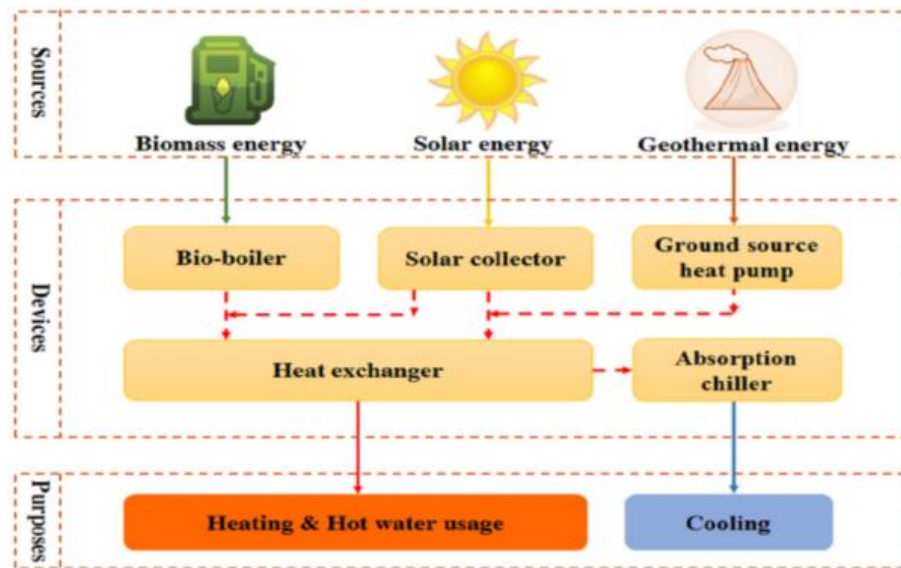 Sources
Biomass energy
Solar energy
Geothermal energy
Devices
Bio-boiler
Solar collector
Ground source
heat pump
Heat exchanger
Absorption
chiller
Purposes
Heating & Hot water usage
Cooling